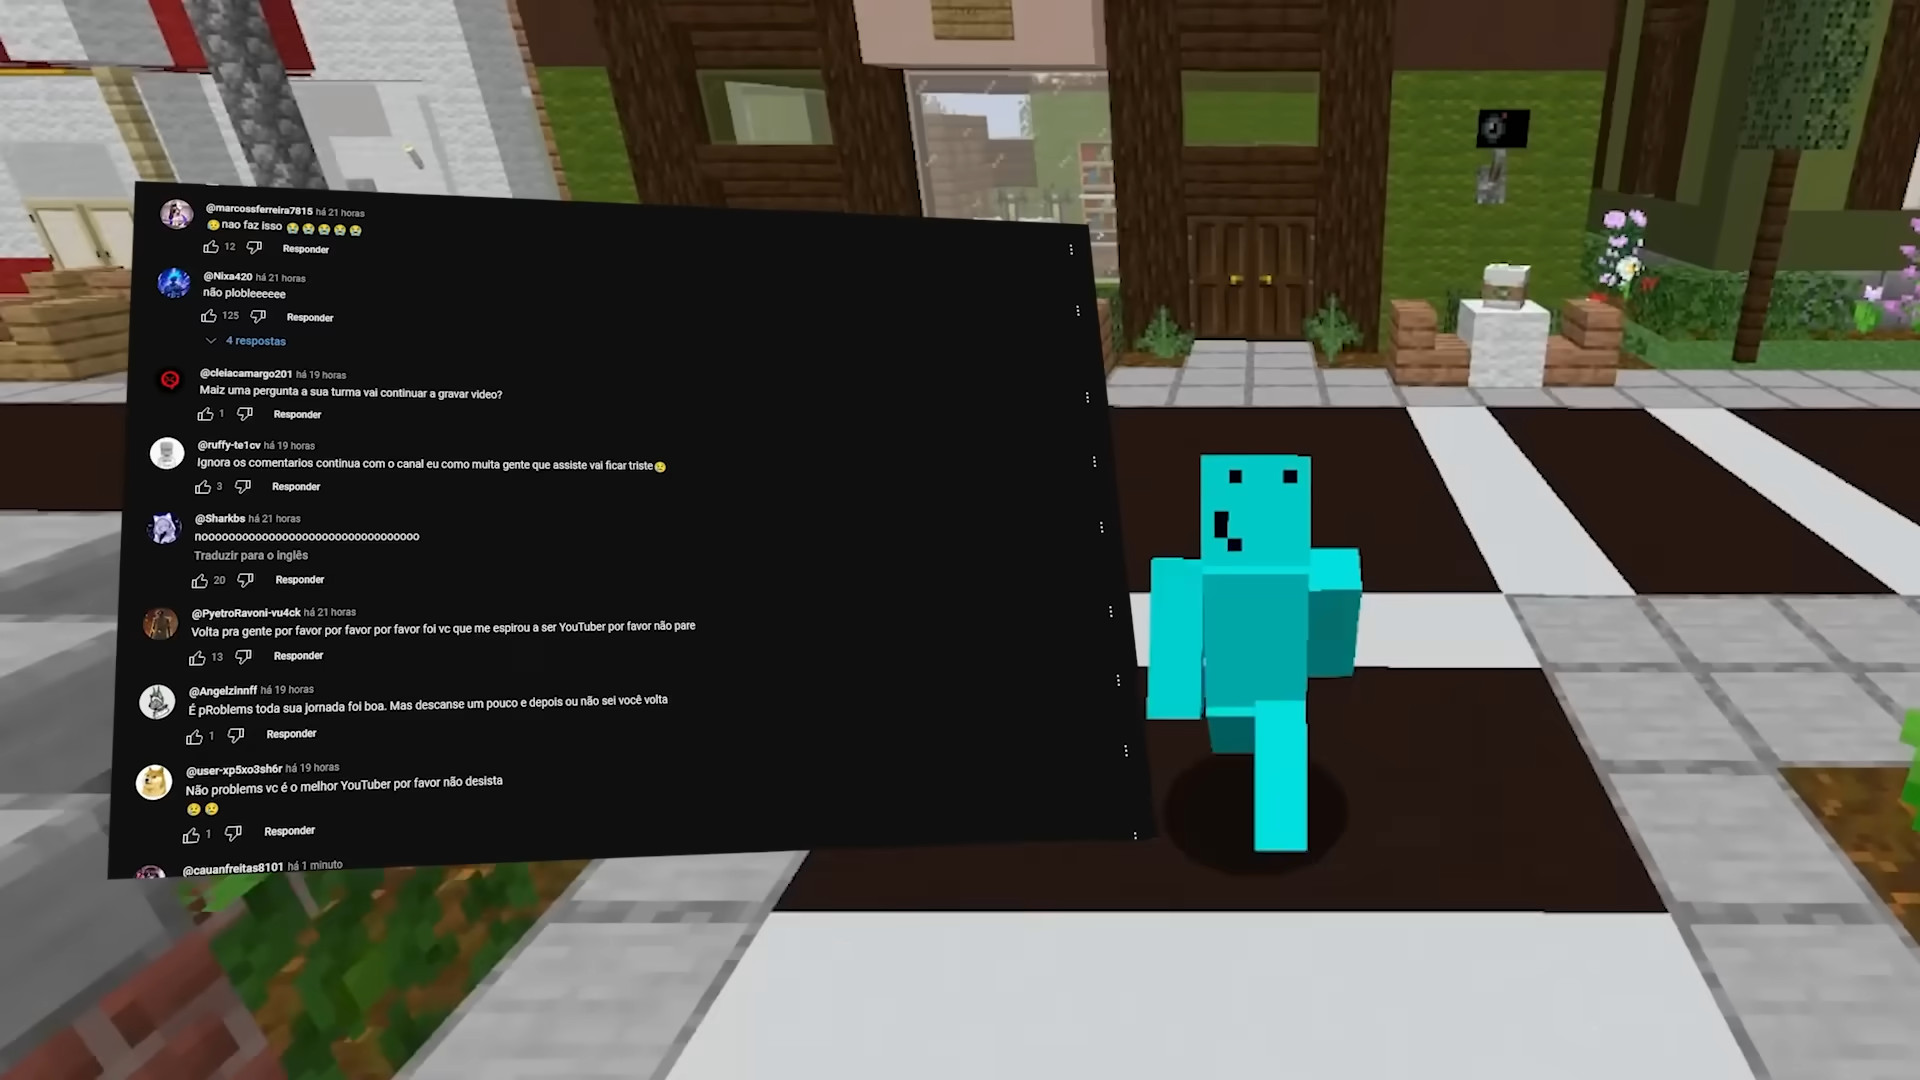 @marcossferreira7815 há 21 horas
😢nao faz isso 😭😭😭😭😭
12 Responder
@Nixa420 há 21 horas
não plobleeeeee
125 Responder
4 respostas
@cleiacamargo201 há 19 horas
Maiz uma pergunta a sua turma vai continuar a gravar video?
1 Responder
@ruffy-te1cv há 19 horas
Ignora os comentarios continua com o canal eu como muita gente que assiste vai ficar triste😢
3 Responder
@Sharkbs há 21 horas
nooooooooooooooooooooooooooooooooo
Traduzir para o inglês
20 Responder
@PyetroRavoni-vu4ck há 21 horas
Volta pra gente por favor por favor por favor foi vc que me espirou a ser YouTuber por favor não pare
13 Responder
@Angelzinnff há 19 horas
É pRoblems toda sua jornada foi boa. Mas descanse um pouco e depois ou não sei você volta
1 Responder
@user-xp5xo3sh6r há 19 horas
Não problems vc é o melhor YouTuber por favor não desista
😢😢
1 Responder
@cauanfreitas8101 há 1 minuto